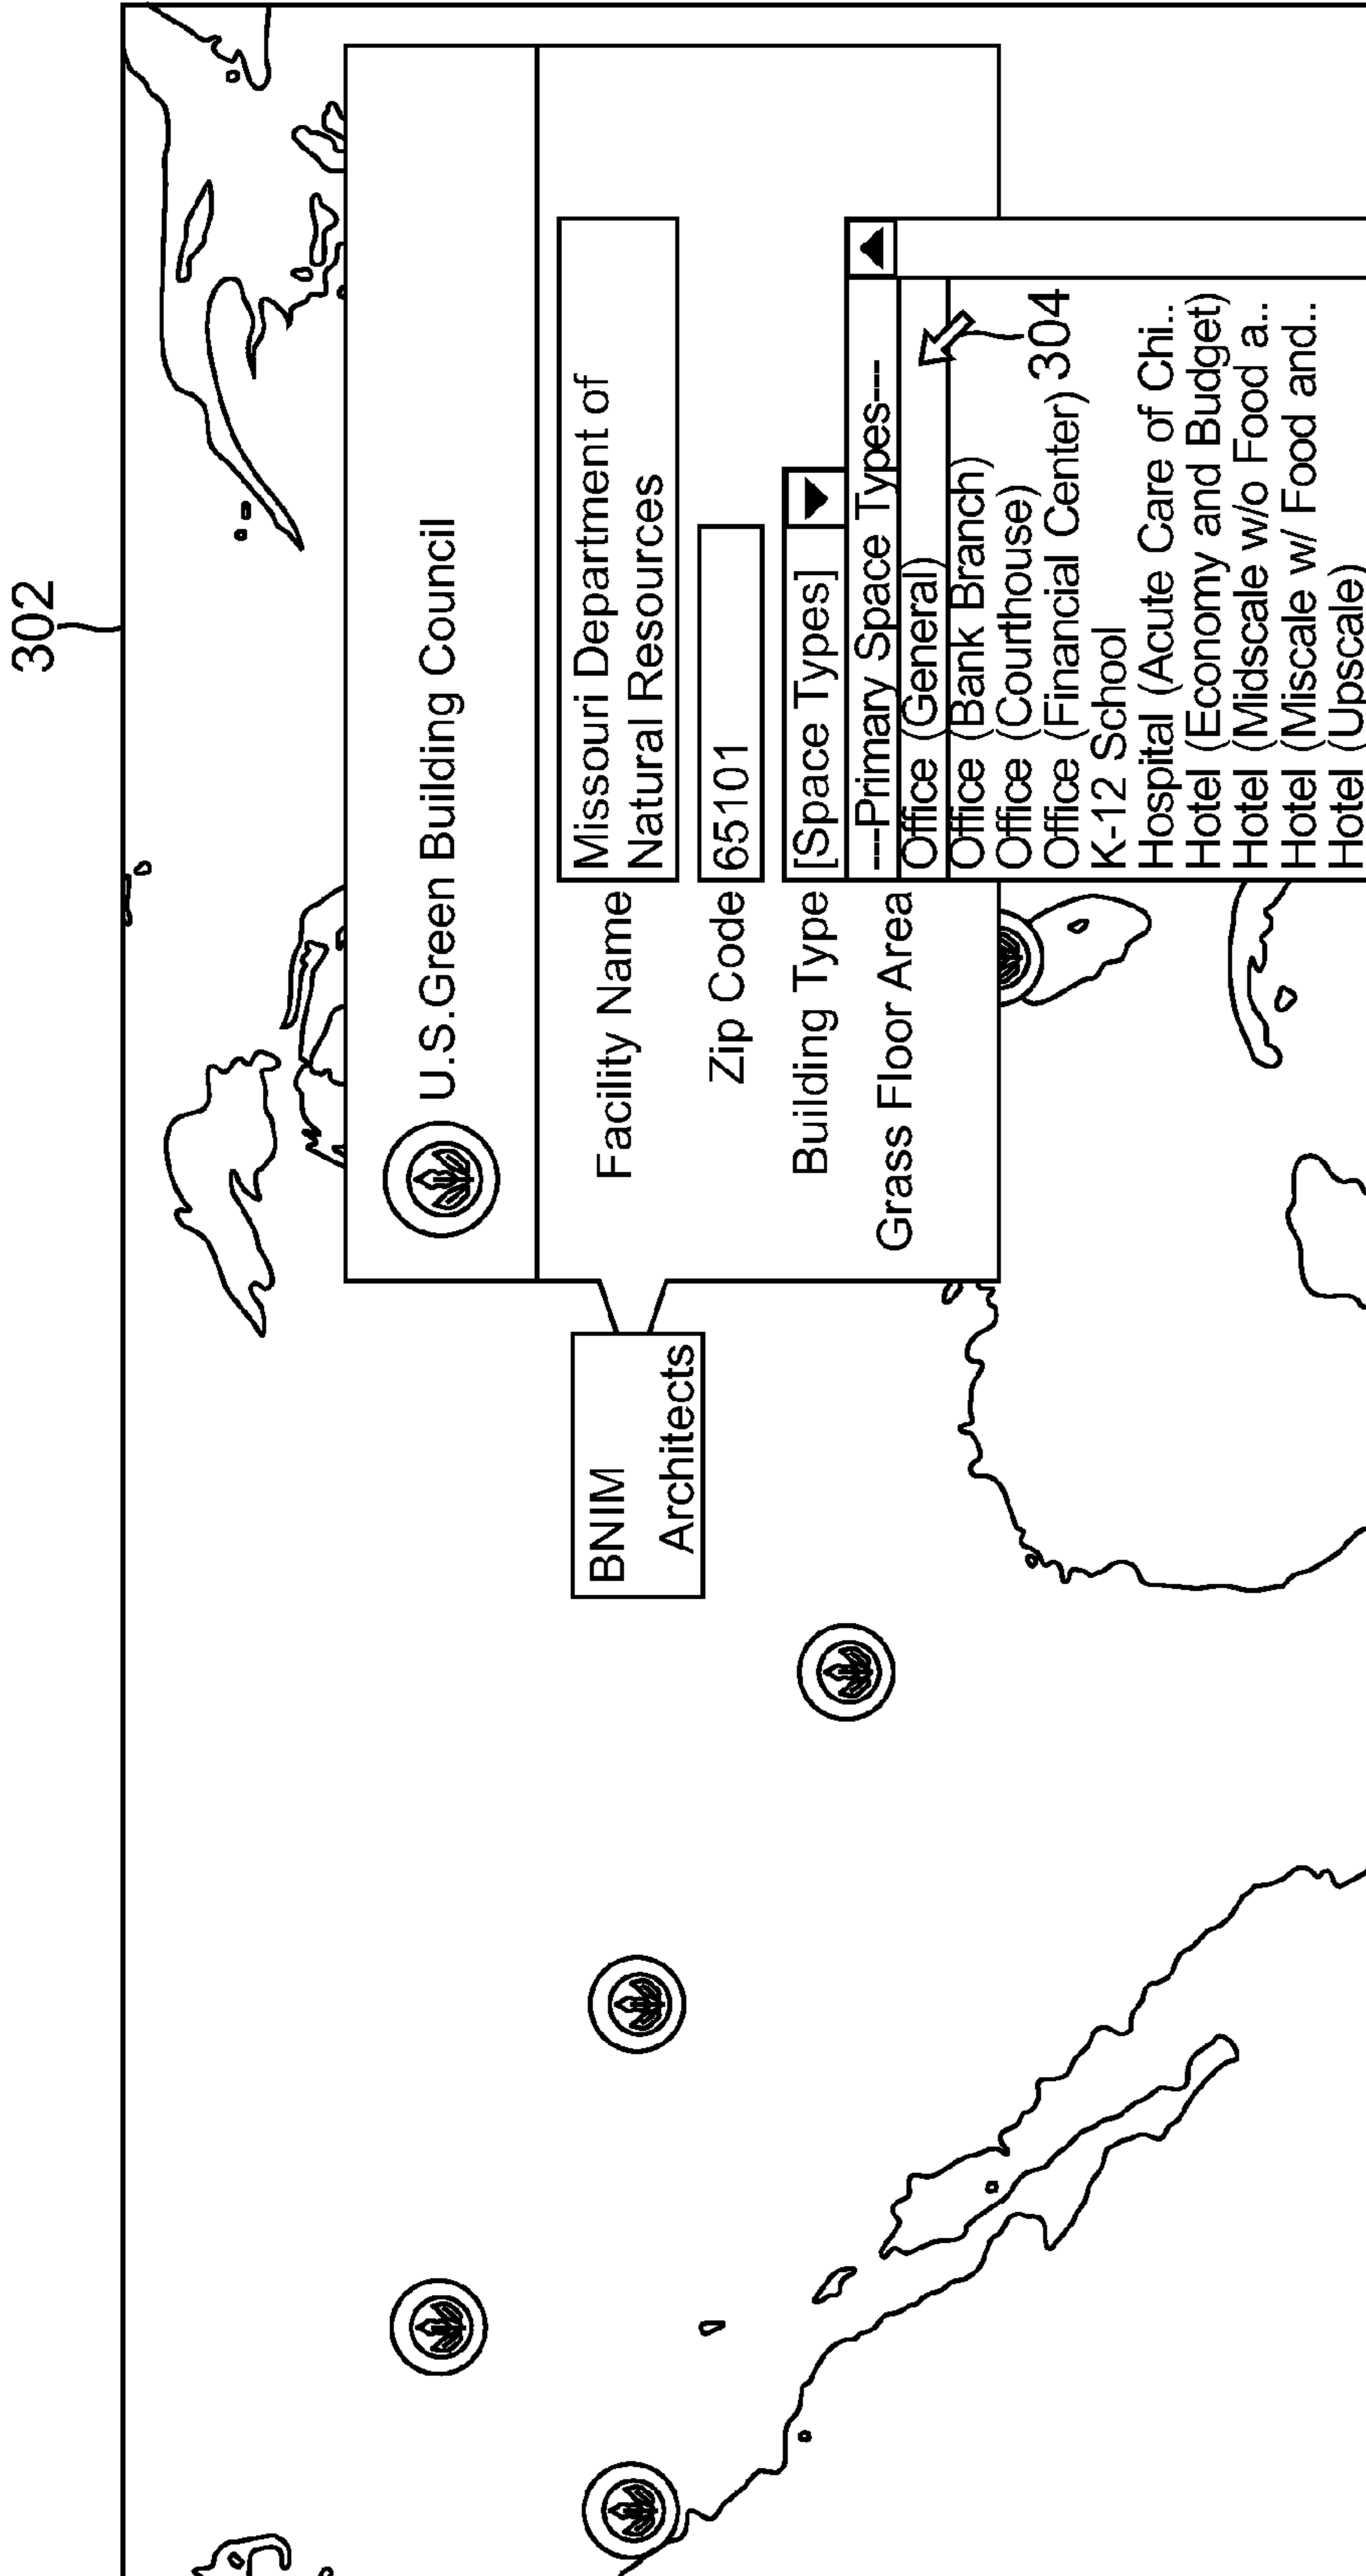 302
U.S.Green Building Council
BNIM
Architects
Facility Name
Missouri Department of
Natural Resources
Zip Code
65101
Building Type
[Space Types]
Grass Floor Area
----Primary Space Types---
Office (General)
Office (Bank Branch)
Office (Courthouse)
Office (Financial Center)
304
K-12 School
Hospital (Acute Care of Chi..
Hotel (Economy and Budget)
Hotel (Midscale w/o Food a..
Hotel (Miscale w/ Food and..
Hotel (Upscale)